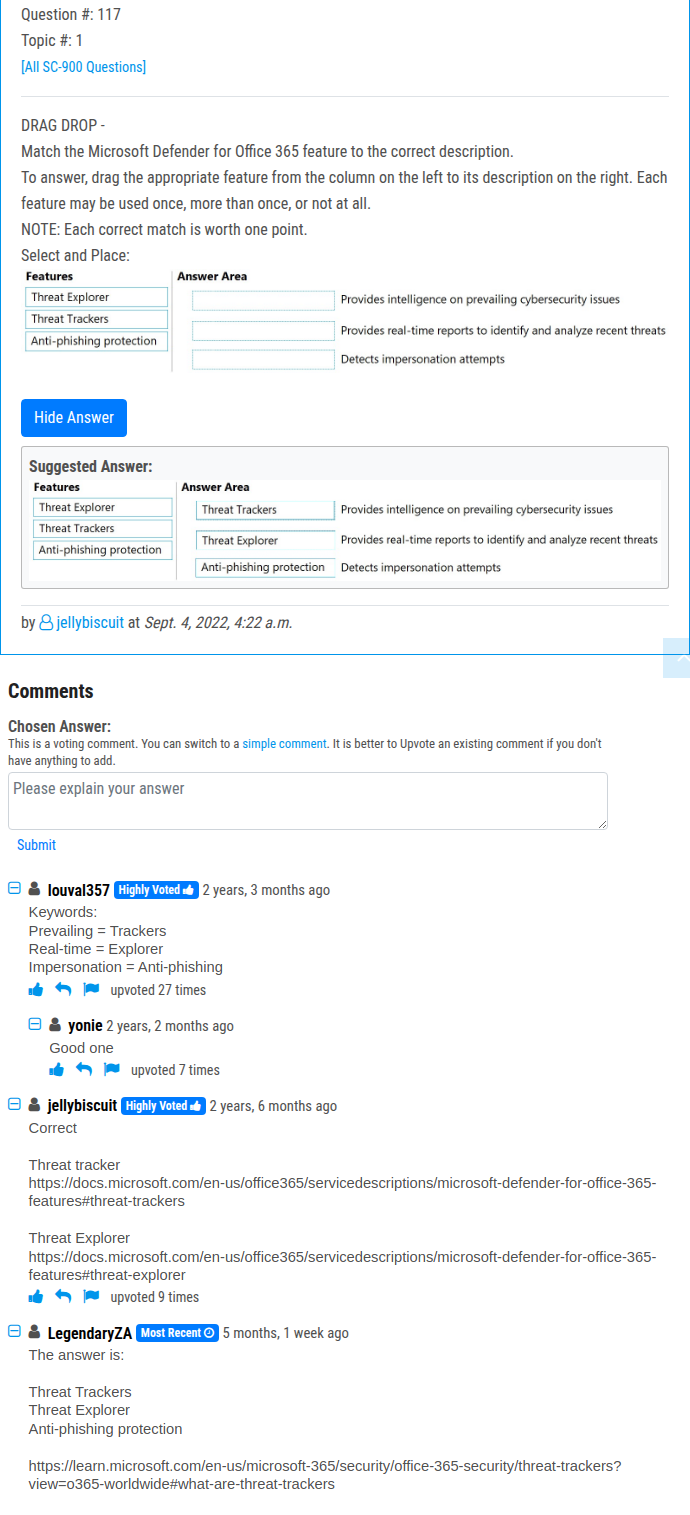 Question #: 117
Topic #: 1
[All SC-900 Questions]
DRAG DROP -
Match the Microsoft Defender for Office 365 feature to the correct description.
To answer, drag the appropriate feature from the column on the left to its description on the right. Each
feature may be used once, more than once, or not at all.
NOTE: Each correct match is worth one point.
Select and Place:
Features Answer Area
Threat Explorer Provides intelligence on prevailing cybersecurity issues
Threat Trackers Provides real-time reports to identify and analyze recent threats
Anti-phishing protection Detects impersonation attempts
Hide Answer
Suggested Answer:
Features Answer Area
Threat Explorer Threat Trackers Provides intelligence on prevailing cybersecurity issues
Threat Trackers Threat Explorer Provides real-time reports to identify and analyze recent threats
Anti-phishing protection Anti-phishing protection Detects impersonation attempts
by jellybiscuit at Sept. 4, 2022, 4:22 a.m.
Comments
Chosen Answer:
This is a voting comment. You can switch to a simple comment. It is better to Upvote an existing comment if you don't
have anything to add.
Please explain your answer
Submit
louval357 Highly Voted 2 years, 3 months ago
Keywords:
Prevailing = Trackers
Real-time = Explorer
Impersonation = Anti-phishing
upvoted 27 times
yonie 2 years, 2 months ago
Good one
upvoted 7 times
jellybiscuit Highly Voted 2 years, 6 months ago
Correct
Threat tracker
https://docs.microsoft.com/en-us/office365/servicedescriptions/microsoft-defender-for-office-365-
features#threat-trackers
Threat Explorer
https://docs.microsoft.com/en-us/office365/servicedescriptions/microsoft-defender-for-office-365-
features#threat-explorer
upvoted 9 times
LegendaryZA Most Recent 5 months, 1 week ago
The answer is:
Threat Trackers
Threat Explorer
Anti-phishing protection
https://learn.microsoft.com/en-us/microsoft-365/security/office-365-security/threat-trackers?
view=o365-worldwide#what-are-threat-trackers